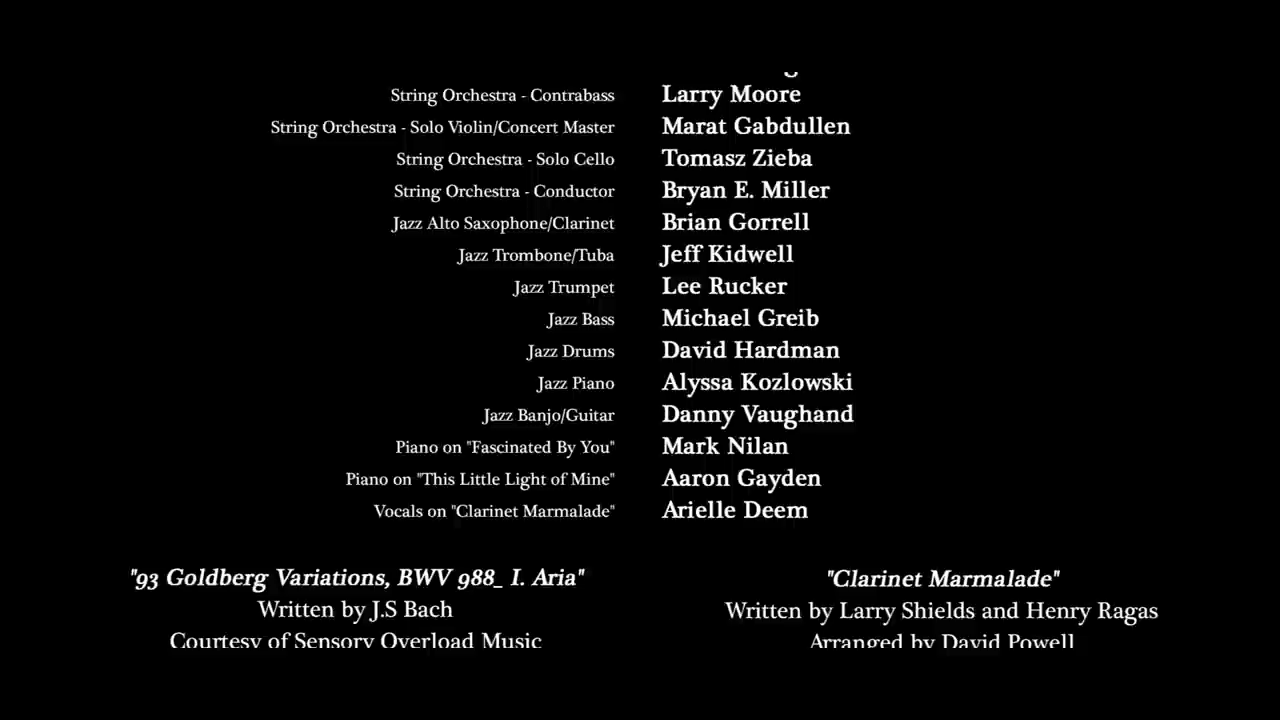 String Orchestra - Contrabass Larry Moore
String Orchestra - Solo Violin/Concert Master Marat Gabdullen
String Orchestra - Solo Cello Tomasz Zieba
String Orchestra - Conductor Bryan E. Miller
Jazz Alto Saxophone/Clarinet Brian Gorrell
Jazz Trombone/Tuba Jeff Kidwell
Jazz Trumpet Lee Rucker
Jazz Bass Michael Greib
Jazz Drums David Hardman
Jazz Piano Alyssa Kozlowski
Jazz Banjo/Guitar Danny Vaughand
Piano on "Fascinated By You" Mark Nilan
Piano on "This Little Light of Mine" Aaron Gayden
Vocals on "Clarinet Marmalade" Arielle Deem
"93 Goldberg Variations, BWV 988_ I. Aria"
Written by J.S Bach
Courtesy of Sensory Overload Music
"Clarinet Marmalade"
Written by Larry Shields and Henry Ragas
Arranged by David Powell